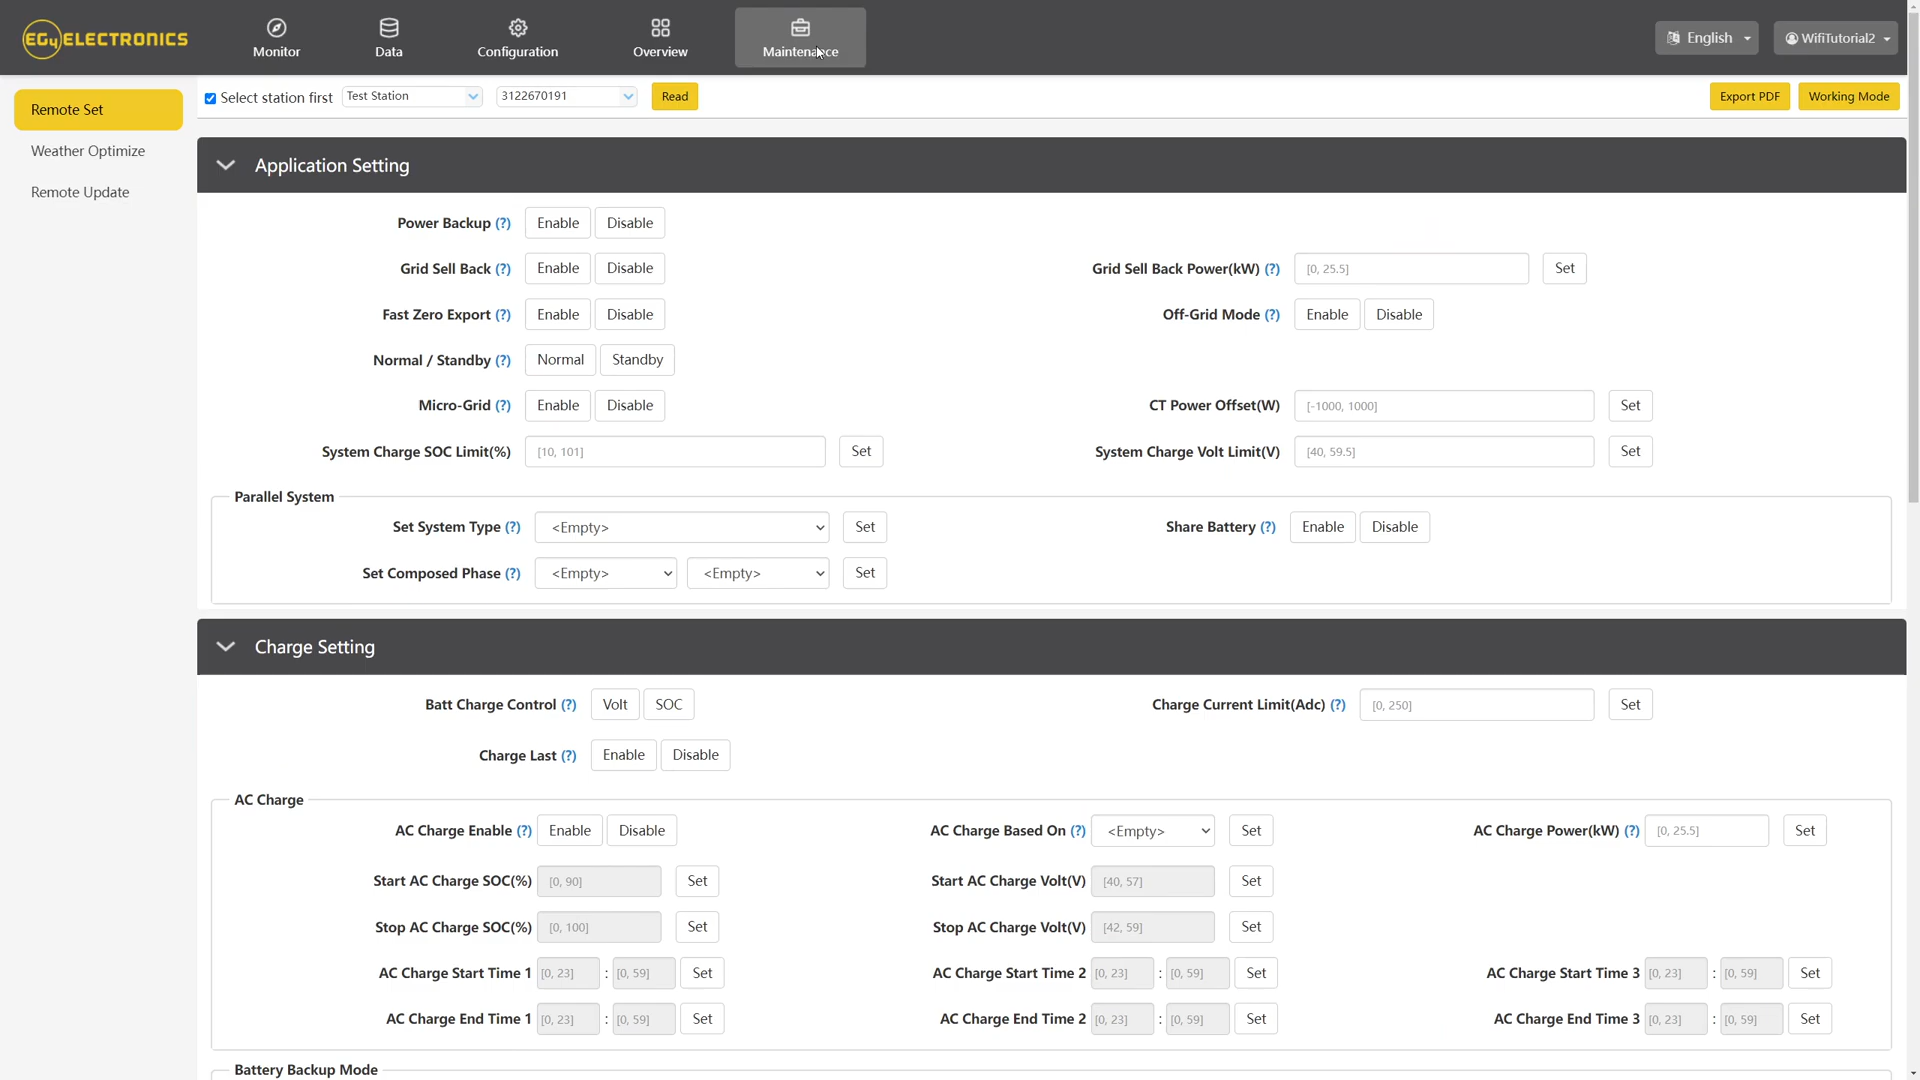 EG4 ELECTRONICS
Monitor
Data
Configuration
Overview
Maintenance
English
WifiTutorial2
Remote Set
Weather Optimize
Remote Update
Select station first Test Station 3122670191 Read Export PDF Working Mode
Application Setting
Power Backup (?) Enable Disable
Grid Sell Back (?) Enable Disable Grid Sell Back Power(kW) (?) [0, 25.5] Set
Fast Zero Export (?) Enable Disable Off-Grid Mode (?) Enable Disable
Normal / Standby (?) Normal Standby
Micro-Grid (?) Enable Disable CT Power Offset(W) [-1000, 1000] Set
System Charge SOC Limit(%) [10, 101] Set System Charge Volt Limit(V) [40, 59.5] Set
Parallel System
Set System Type (?) <Empty> Set Share Battery (?) Enable Disable
Set Composed Phase (?) <Empty> <Empty> Set
Charge Setting
Batt Charge Control (?) Volt SOC Charge Current Limit(Adc) (?) [0, 250] Set
Charge Last (?) Enable Disable
AC Charge
AC Charge Enable (?) Enable Disable AC Charge Based On (?) <Empty> Set AC Charge Power(kW) (?) [0, 25.5] Set
Start AC Charge SOC(%) [0, 90] Set Start AC Charge Volt(V) [40, 57] Set
Stop AC Charge SOC(%) [0, 100] Set Stop AC Charge Volt(V) [42, 59] Set
AC Charge Start Time 1 [0, 23] : [0, 59] Set AC Charge Start Time 2 [0, 23] : [0, 59] Set AC Charge Start Time 3 [0, 23] : [0, 59] Set
AC Charge End Time 1 [0, 23] : [0, 59] Set AC Charge End Time 2 [0, 23] : [0, 59] Set AC Charge End Time 3 [0, 23] : [0, 59] Set
Battery Backup Mode